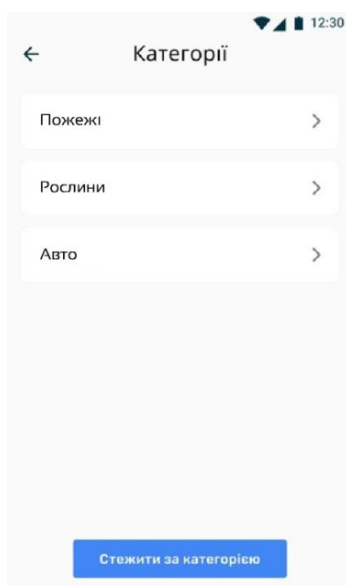 12:30
Категорії
Пожежі
Рослини
Авто
Стежити за категорією